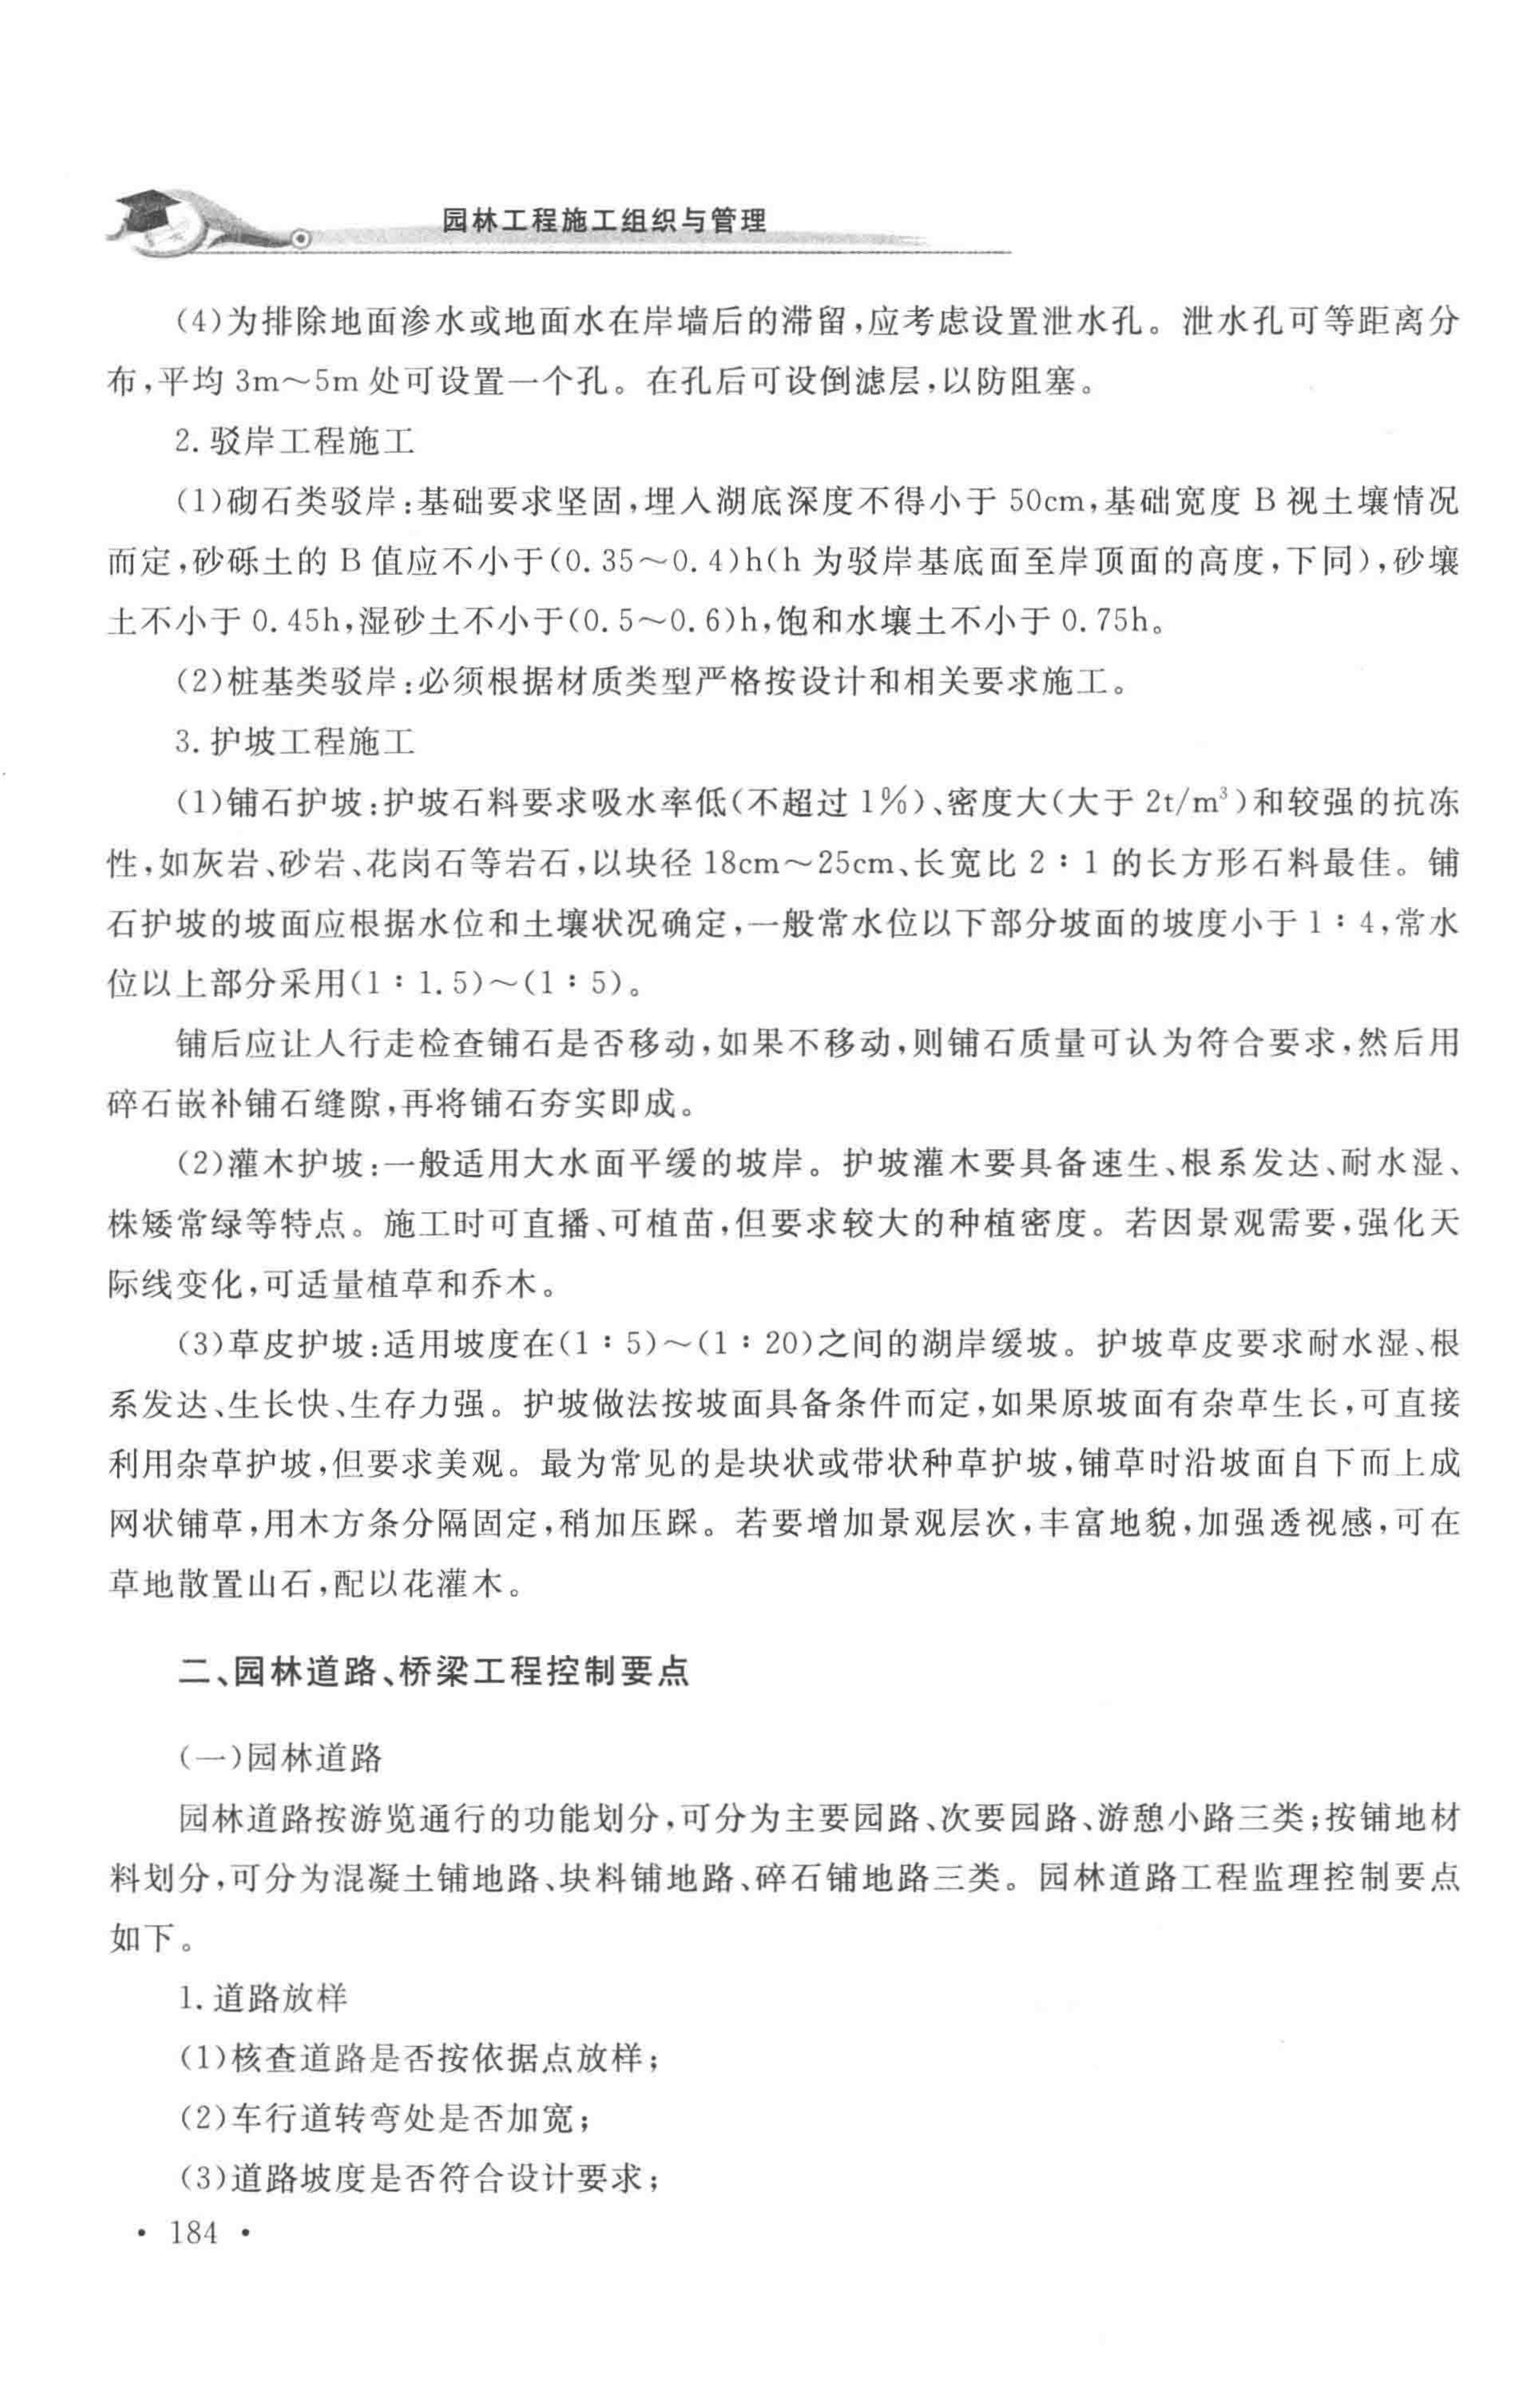 园林工程施工组织与管理
(4)为排除地面渗水或地面水在岸墙后的滞留,应考虑设置泄水孔。泄水孔可等距离分
布,平均 3m～5m 处可设置一个孔。在孔后可设倒滤层,以防阻塞。
2. 驳岸工程施工
(1)砌石类驳岸:基础要求坚固,埋入湖底深度不得小于 50cm,基础宽度 B 视土壤情况
而定,砂砾土的 B 值应不小于(0.35～0.4)h(h 为驳岸基底面至岸顶面的高度,下同),砂壤
土不小于 0.45h,湿砂土不小于(0.5～0.6)h,饱和水壤土不小于 0.75h。
(2)桩基类驳岸:必须根据材质类型严格按设计和相关要求施工。
3. 护坡工程施工
(1)铺石护坡:护坡石料要求吸水率低(不超过 1%)、密度大(大于 2t/m³)和较强的抗冻
性,如灰岩、砂岩、花岗石等岩石,以块径 18cm～25cm、长宽比 2∶1 的长方形石料最佳。铺
石护坡的坡面应根据水位和土壤状况确定,一般常水位以下部分坡面的坡度小于 1∶4,常水
位以上部分采用(1∶1.5)～(1∶5)。
铺后应让人行走检查铺石是否移动,如果不移动,则铺石质量可认为符合要求,然后用
碎石嵌补铺石缝隙,再将铺石夯实即成。
(2)灌木护坡:一般适用大水面平缓的坡岸。护坡灌木要具备速生、根系发达、耐水湿、
株矮常绿等特点。施工时可直播、可植苗,但要求较大的种植密度。若因景观需要,强化天
际线变化,可适量植草和乔木。
(3)草皮护坡:适用坡度在(1∶5)～(1∶20)之间的湖岸缓坡。护坡草皮要求耐水湿、根
系发达、生长快、生存力强。护坡做法按坡面具备条件而定,如果原坡面有杂草生长,可直接
利用杂草护坡,但要求美观。最为常见的是块状或带状种草护坡,铺草时沿坡面自下而上成
网状铺草,用木方条分隔固定,稍加压踩。若要增加景观层次,丰富地貌,加强透视感,可在
草地散置山石,配以花灌木。
二、园林道路、桥梁工程控制要点
(一)园林道路
园林道路按游览通行的功能划分,可分为主要园路、次要园路、游憩小路三类;按铺地材
料划分,可分为混凝土铺地路、块料铺地路、碎石铺地路三类。园林道路工程监理控制要点
如下。
1. 道路放样
(1)核查道路是否按依据点放样;
(2)车行道转弯处是否加宽;
(3)道路坡度是否符合设计要求;
• 184 •